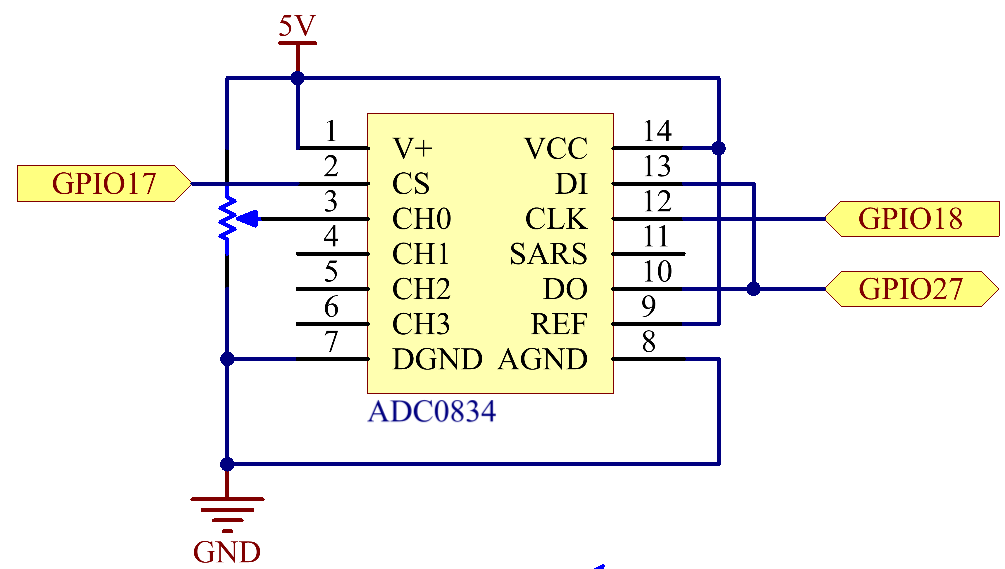 5V
1 14
V+ VCC
2 13
GPIO17 CS DI
3 12
CH0 CLK GPIO18
4 11
CH1 SARS
5 10
CH2 DO GPIO27
6 9
CH3 REF
7 8
DGND AGND
ADC0834
GND